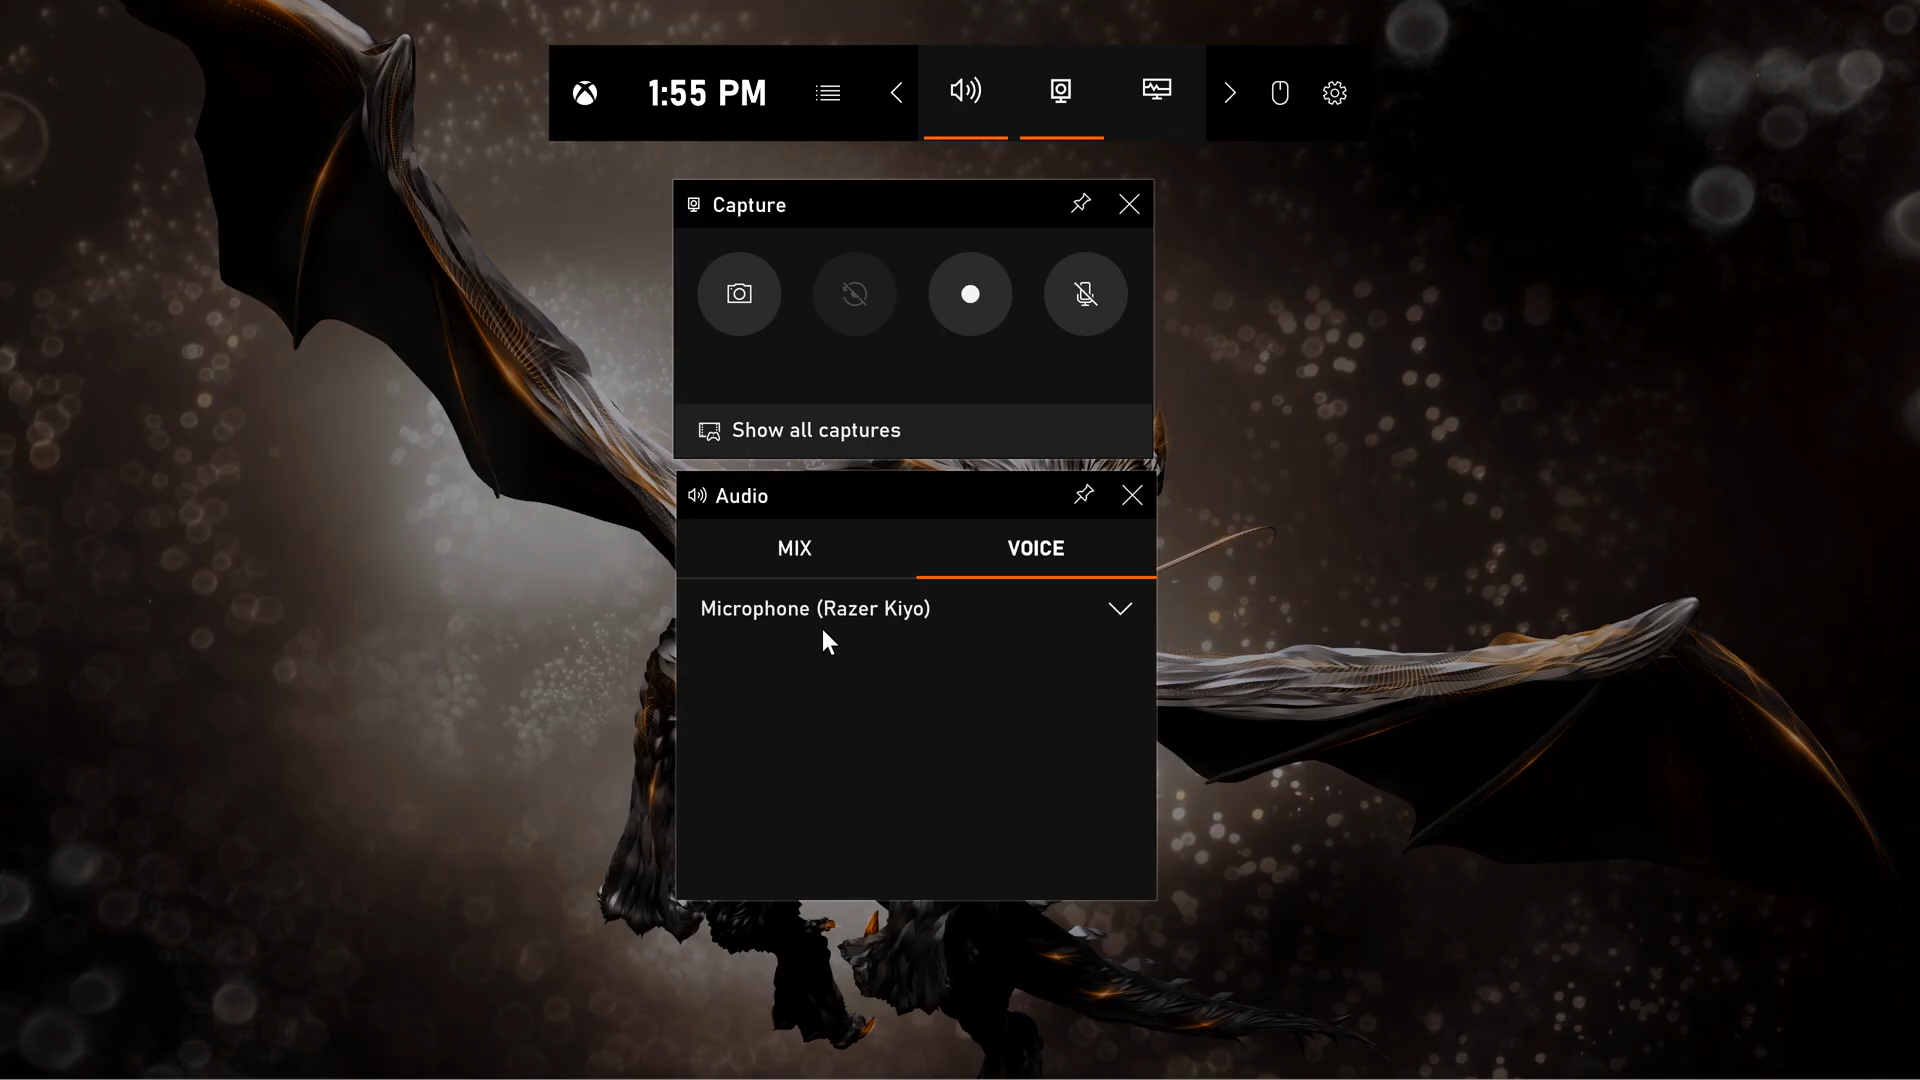 1:55 PM
Capture
Show all captures
Audio
MIX
VOICE
Microphone (Razer Kiyo)